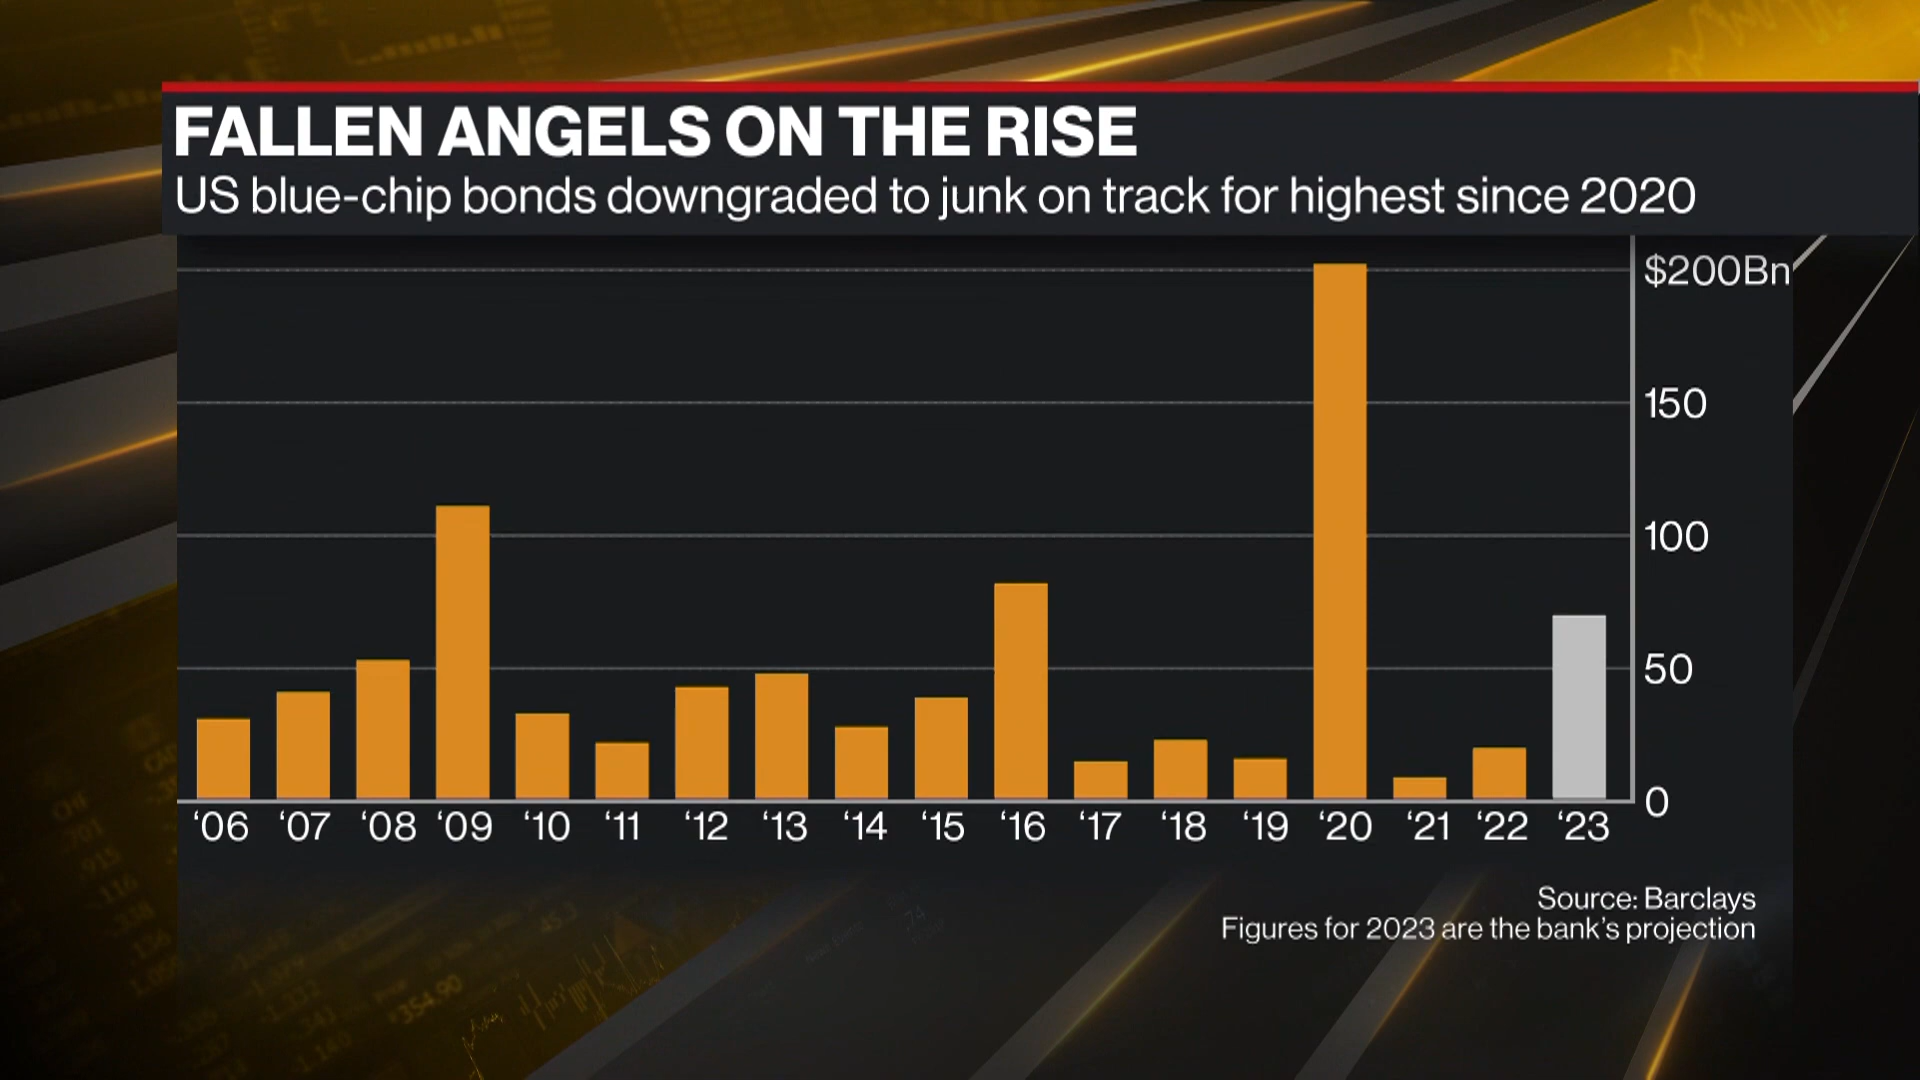 FALLEN ANGELS ON THE RISE
US blue-chip bonds downgraded to junk on track for highest since 2020
$200Bn
150
100
50
0
‘06 ‘07 ‘08 ‘09 ‘10 ‘11 ‘12 ‘13 ‘14 ‘15 ‘16 ‘17 ‘18 ‘19 ‘20 ‘21 ‘22 ‘23
Source: Barclays
Figures for 2023 are the bank’s projection